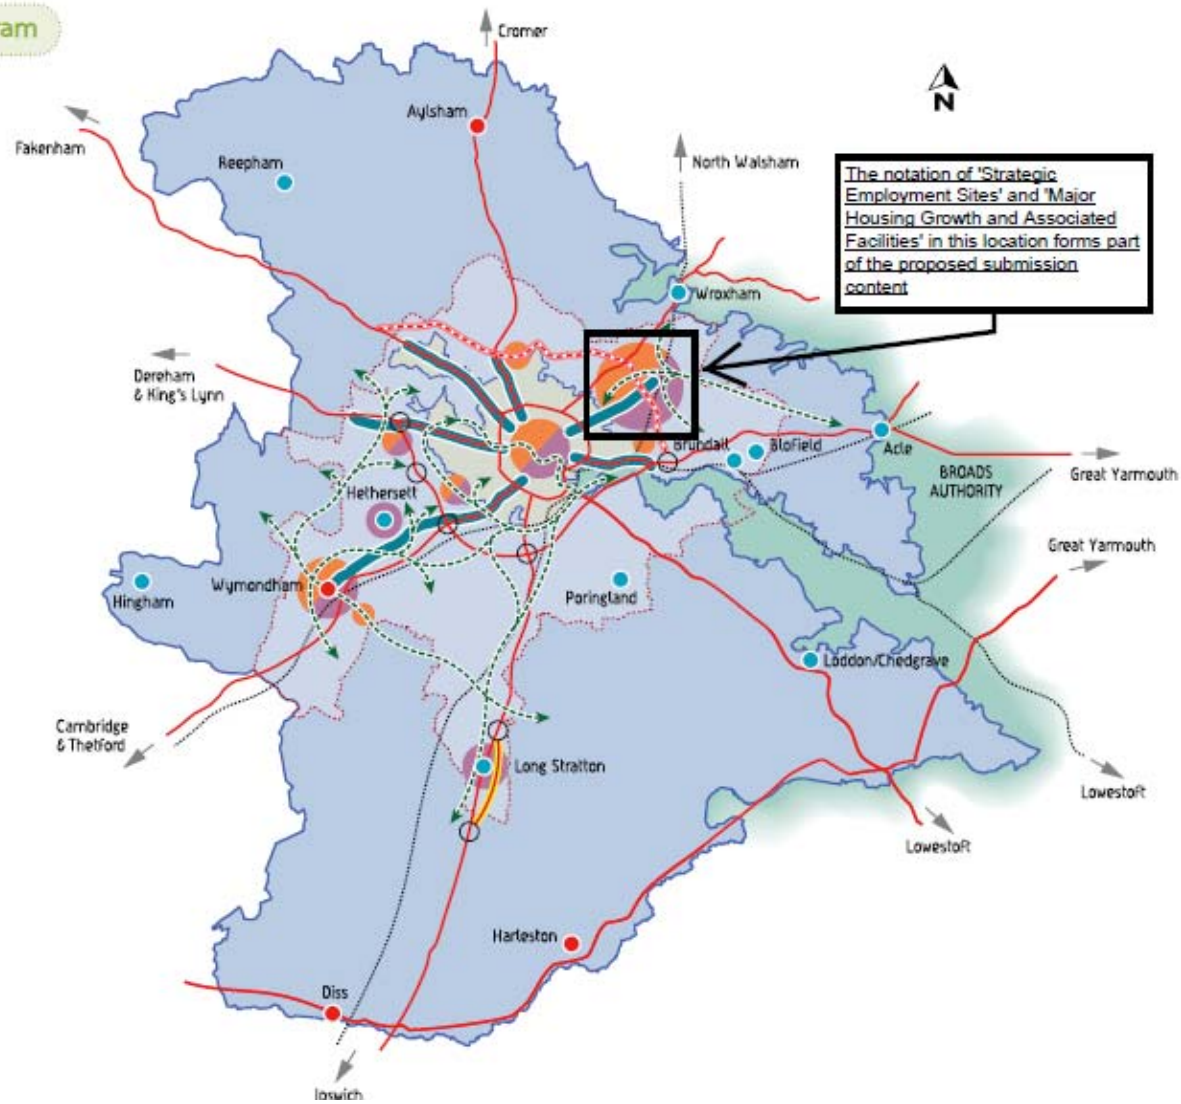 am
Cromer
Aylsham
N
Fakenham
Reepham
North Walsham
The notation of 'Strategic
Employment Sites' and 'Major
Housing Growth and Associated
Facilities' in this location forms part
of the proposed submission
content
Wroxham
Dereham
& King's Lynn
Brundall
Blofield
Acle
BROADS
AUTHORITY
Great Yarmouth
Hethersett
Great Yarmouth
Wymondham
Hingham
Poringland
Loddon/Chedgrave
Cambridge
& Thetford
Long Stratton
Lowestoft
Lowestoft
Harleston
Diss
Ipswich